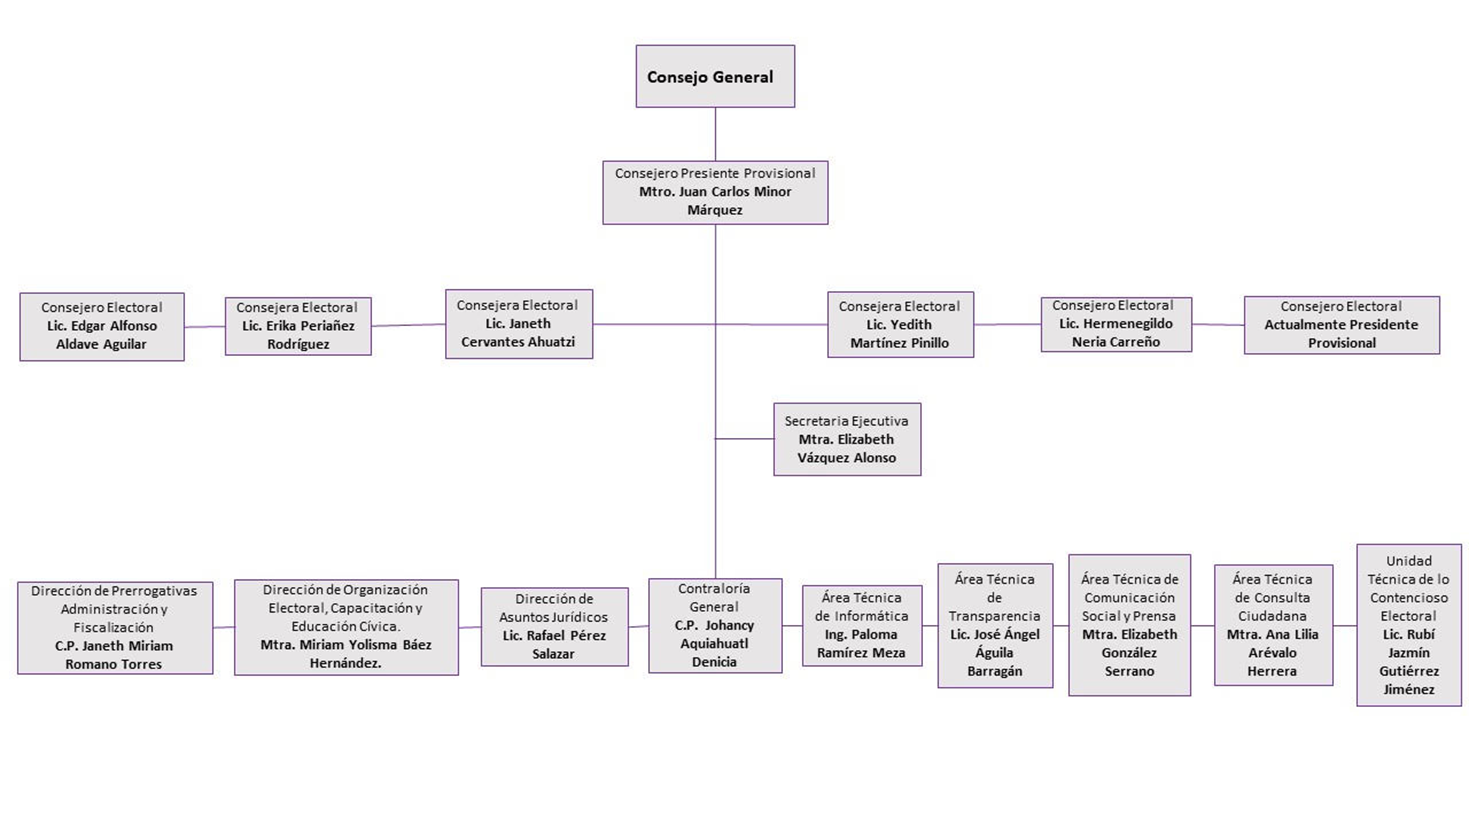 Consejo General
Consejero Presiente Provisional
Mtro. Juan Carlos Minor
Márquez
Consejero Electoral
Lic. Edgar Alfonso
Aldave Aguilar
Consejera Electoral
Lic. Erika Periañez
Rodríguez
Consejera Electoral
Lic. Janeth
Cervantes Ahuatzi
Consejera Electoral
Lic. Yedith
Martínez Pinillo
Consejero Electoral
Lic. Hermenegildo
Neria Carreño
Consejero Electoral
Actualmente Presidente
Provisional
Secretaria Ejecutiva
Mtra. Elizabeth
Vázquez Alonso
Dirección de Prerrogativas
Administración y
Fiscalización
C.P. Janeth Miriam
Romano Torres
Dirección de Organización
Electoral, Capacitación y
Educación Cívica.
Mtra. Miriam Yolisma Báez
Hernández.
Dirección de
Asuntos Jurídicos
Lic. Rafael Pérez
Salazar
Contraloría
General
C.P. Johancy
Aquiahuatl
Denicia
Área Técnica
de Informática
Ing. Paloma
Ramírez Meza
Área Técnica
de
Transparencia
Lic. José Ángel
Águila
Barragán
Área Técnica de
Comunicación
Social y Prensa
Mtra. Elizabeth
González
Serrano
Área Técnica
de Consulta
Ciudadana
Mtra. Ana Lilia
Arévalo
Herrera
Unidad
Técnica de lo
Contencioso
Electoral
Lic. Rubí
Jazmín
Gutiérrez
Jiménez